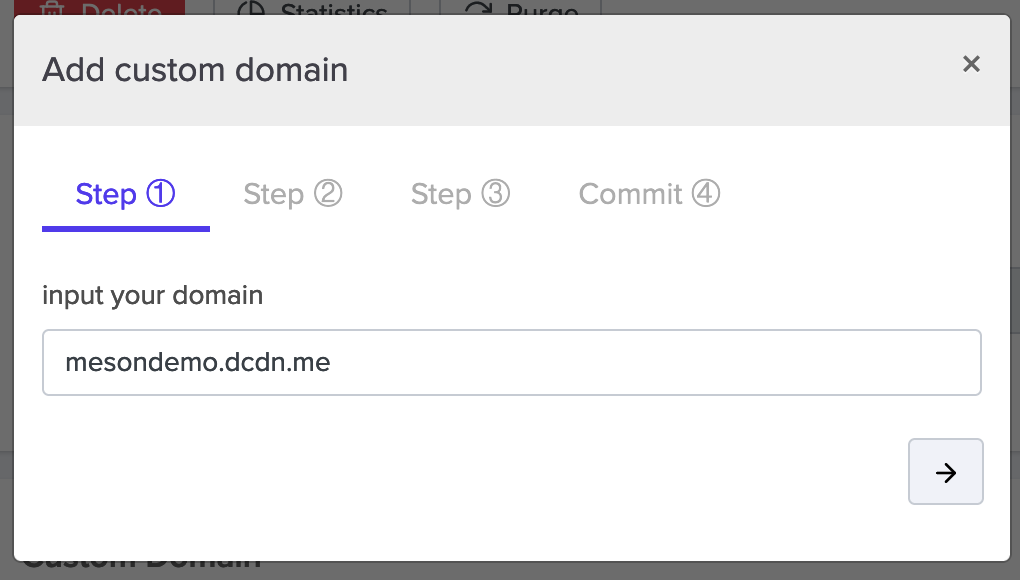 Delete Statistics Purge
Add custom domain ×
Step ① Step ② Step ③ Commit ④
input your domain
mesondemo.dcdn.me
Custom Domain